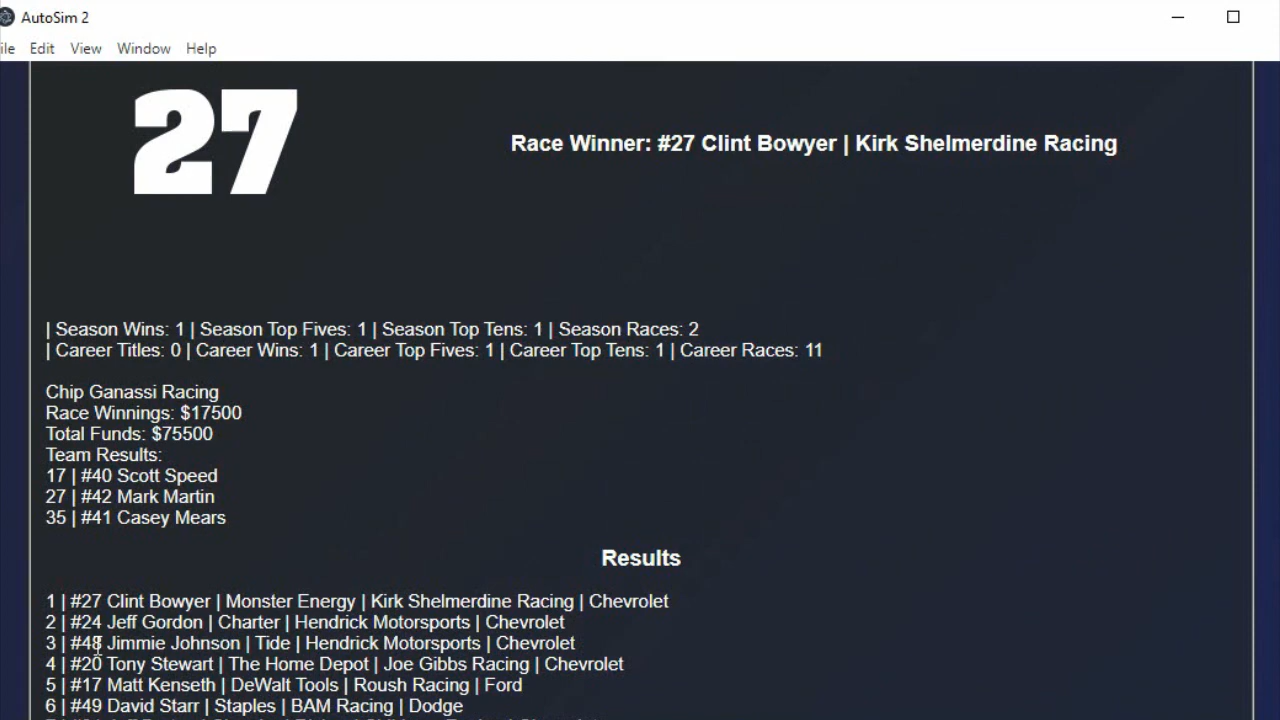 AutoSim 2
ile Edit View Window Help
27
Race Winner: #27 Clint Bowyer | Kirk Shelmerdine Racing
| Season Wins: 1 | Season Top Fives: 1 | Season Top Tens: 1 | Season Races: 2
| Career Titles: 0 | Career Wins: 1 | Career Top Fives: 1 | Career Top Tens: 1 | Career Races: 11
Chip Ganassi Racing
Race Winnings: $17500
Total Funds: $75500
Team Results:
17 | #40 Scott Speed
27 | #42 Mark Martin
35 | #41 Casey Mears
Results
1 | #27 Clint Bowyer | Monster Energy | Kirk Shelmerdine Racing | Chevrolet
2 | #24 Jeff Gordon | Charter | Hendrick Motorsports | Chevrolet
3 | #48 Jimmie Johnson | Tide | Hendrick Motorsports | Chevrolet
4 | #20 Tony Stewart | The Home Depot | Joe Gibbs Racing | Chevrolet
5 | #17 Matt Kenseth | DeWalt Tools | Roush Racing | Ford
6 | #49 David Starr | Staples | BAM Racing | Dodge